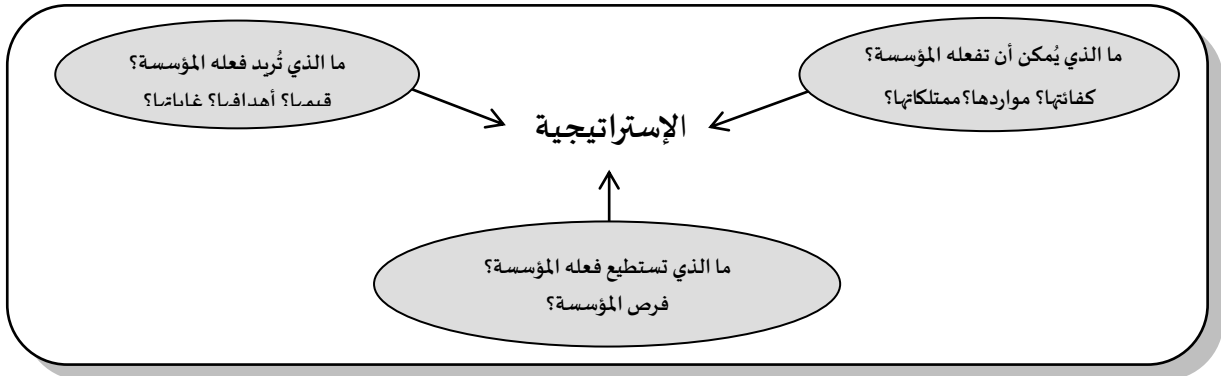 ما الذي يُمكن أن تفعله المؤسسة؟
كفائتها؟ مواردها؟ممتلكاتها؟
ما الذي تُريد فعله المؤسسة؟
قيمها؟ أهدافها؟ غاياتها؟
الإستراتيجية
ما الذي تستطيع فعله المؤسسة؟
فرص المؤسسة؟